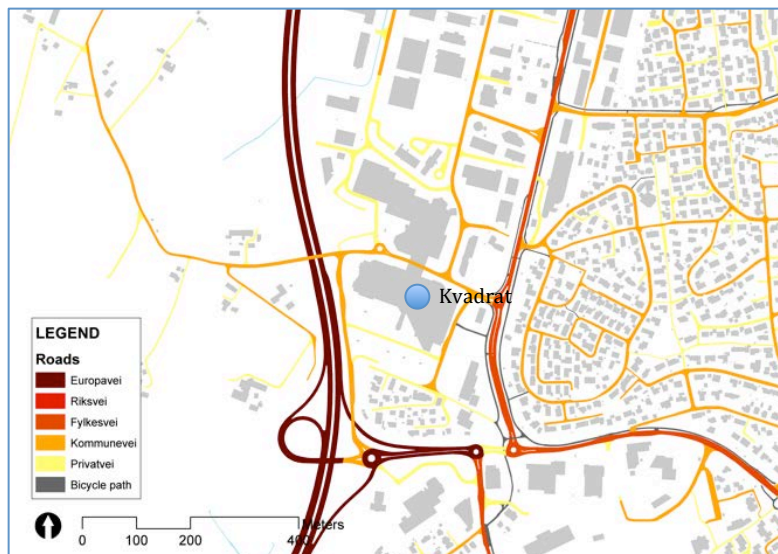 Kvadrat
LEGEND
Roads
Europavei
Riksvei
Fylkesvei
Kommunevei
Privatvei
Bicycle path
Meters
0 100 200 400